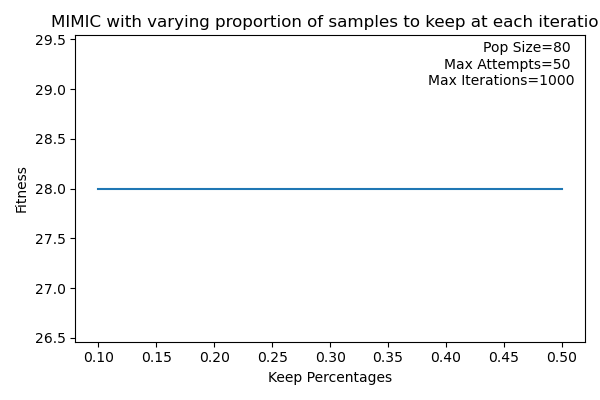 MIMIC with varying proportion of samples to keep at each iteratio
Pop Size=80
Max Attempts=50
Max Iterations=1000
29.5
29.0
28.5
28.0
27.5
27.0
26.5
Fitness
0.10 0.15 0.20 0.25 0.30 0.35 0.40 0.45 0.50
Keep Percentages